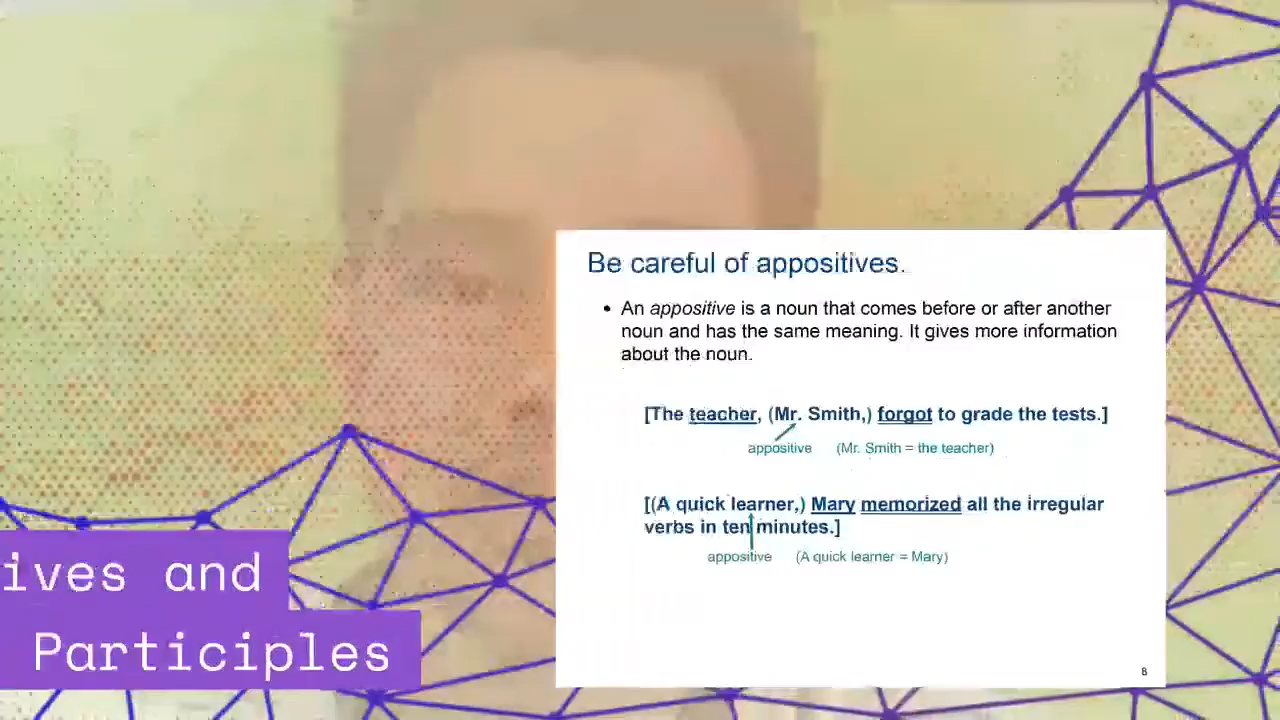 Be careful of appositives.
• An appositive is a noun that comes before or after another
noun and has the same meaning. It gives more information
about the noun.
[The teacher, (Mr. Smith,) forgot to grade the tests.]
appositive (Mr. Smith = the teacher)
[(A quick learner,) Mary memorized all the irregular
verbs in ten minutes.]
appositive (A quick learner = Mary)
8
ives and
Participles